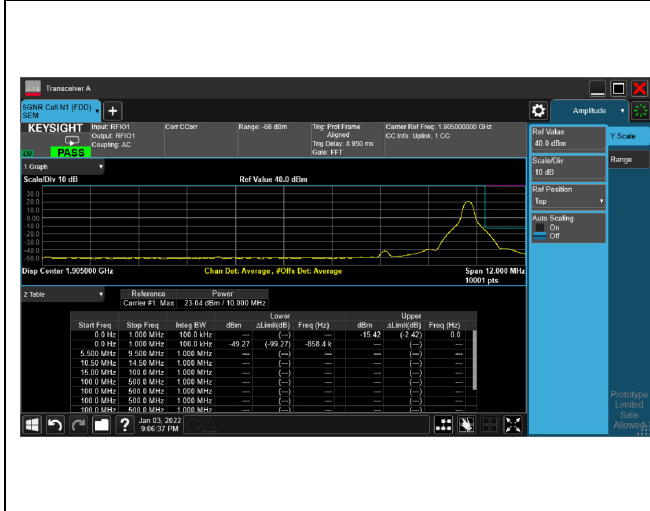 Transceiver A
5GNR Cell N1 (FDD)
SEM
Amplitude
KEYSIGHT
PASS
Input: RFIO1
Output: RFIO1
Coupling: AC
Corr CCorr
Range: -60 dBm
Trig: Prot Frame
Aligned
Trig Delay: 8.950 ms
Gate: FFT
Carrier Ref Freq: 1.905000000 GHz
CC Info: Uplink, 1 CC
Ref Value
40.0 dBm
Y Scale
Scale/Div
10 dB
Range
Ref Position
Top
Auto Scaling
On
Off
1 Graph
Scale/Div 10 dB
Ref Value 40.0 dBm
30.0
20.0
10.0
0.00
-10.0
-20.0
-30.0
-40.0
-50.0
Disp Center 1.905000 GHz
Chan Det: Average, #Offs Det: Average
Span 12.000 MHz
10001 pts
2 Table
Reference Power
Carrier #1: Max 23.04 dBm / 10.000 MHz
Lower Upper
Start Freq Stop Freq Integ BW dBm ΔLimit(dB) Freq (Hz) dBm ΔLimit(dB) Freq (Hz)
0.0 Hz 1.000 MHz 100.0 kHz --- (---) --- -15.42 (-2.42) 0.0
0.0 Hz 1.000 MHz 100.0 kHz -49.27 (-99.27) -858.4 k --- (---) ---
5.500 MHz 9.500 MHz 1.000 MHz --- (---) --- --- (---) ---
10.50 MHz 14.50 MHz 1.000 MHz --- (---) --- --- (---) ---
15.00 MHz 100.0 MHz 1.000 MHz --- (---) --- --- (---) ---
100.0 MHz 500.0 MHz 1.000 MHz --- (---) --- --- (---) ---
100.0 MHz 500.0 MHz 1.000 MHz --- (---) --- --- (---) ---
100.0 MHz 500.0 MHz 1.000 MHz --- (---) --- --- (---) ---
100.0 MHz 500.0 MHz 1.000 MHz --- (---) --- --- (---) ---
Jan 03, 2022
9:06:37 PM
Prototype
Limited
Sale
Allowed